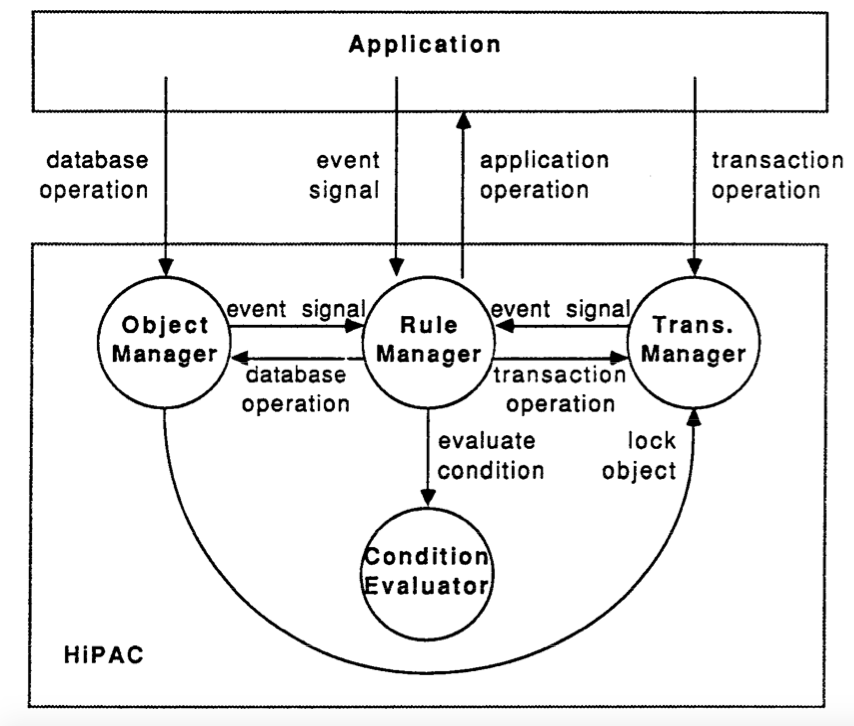 Application
database
operation
event
signal
application
operation
transaction
operation
Object
Manager
event signal
Rule
Manager
event signal
Trans.
Manager
database
operation
transaction
operation
evaluate
condition
lock
object
Condition
Evaluator
HiPAC